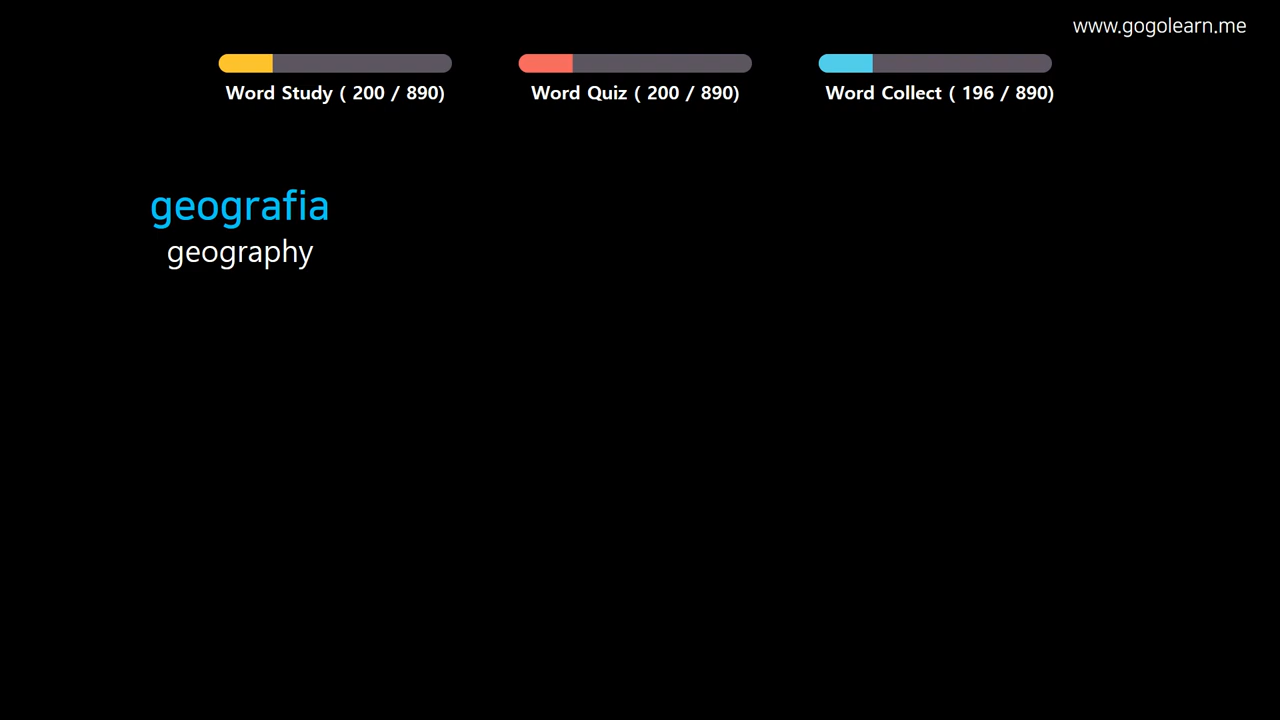 www.gogolearn.me
Word Study ( 200 / 890)
Word Quiz ( 200 / 890)
Word Collect ( 196 / 890)
geografia
geography